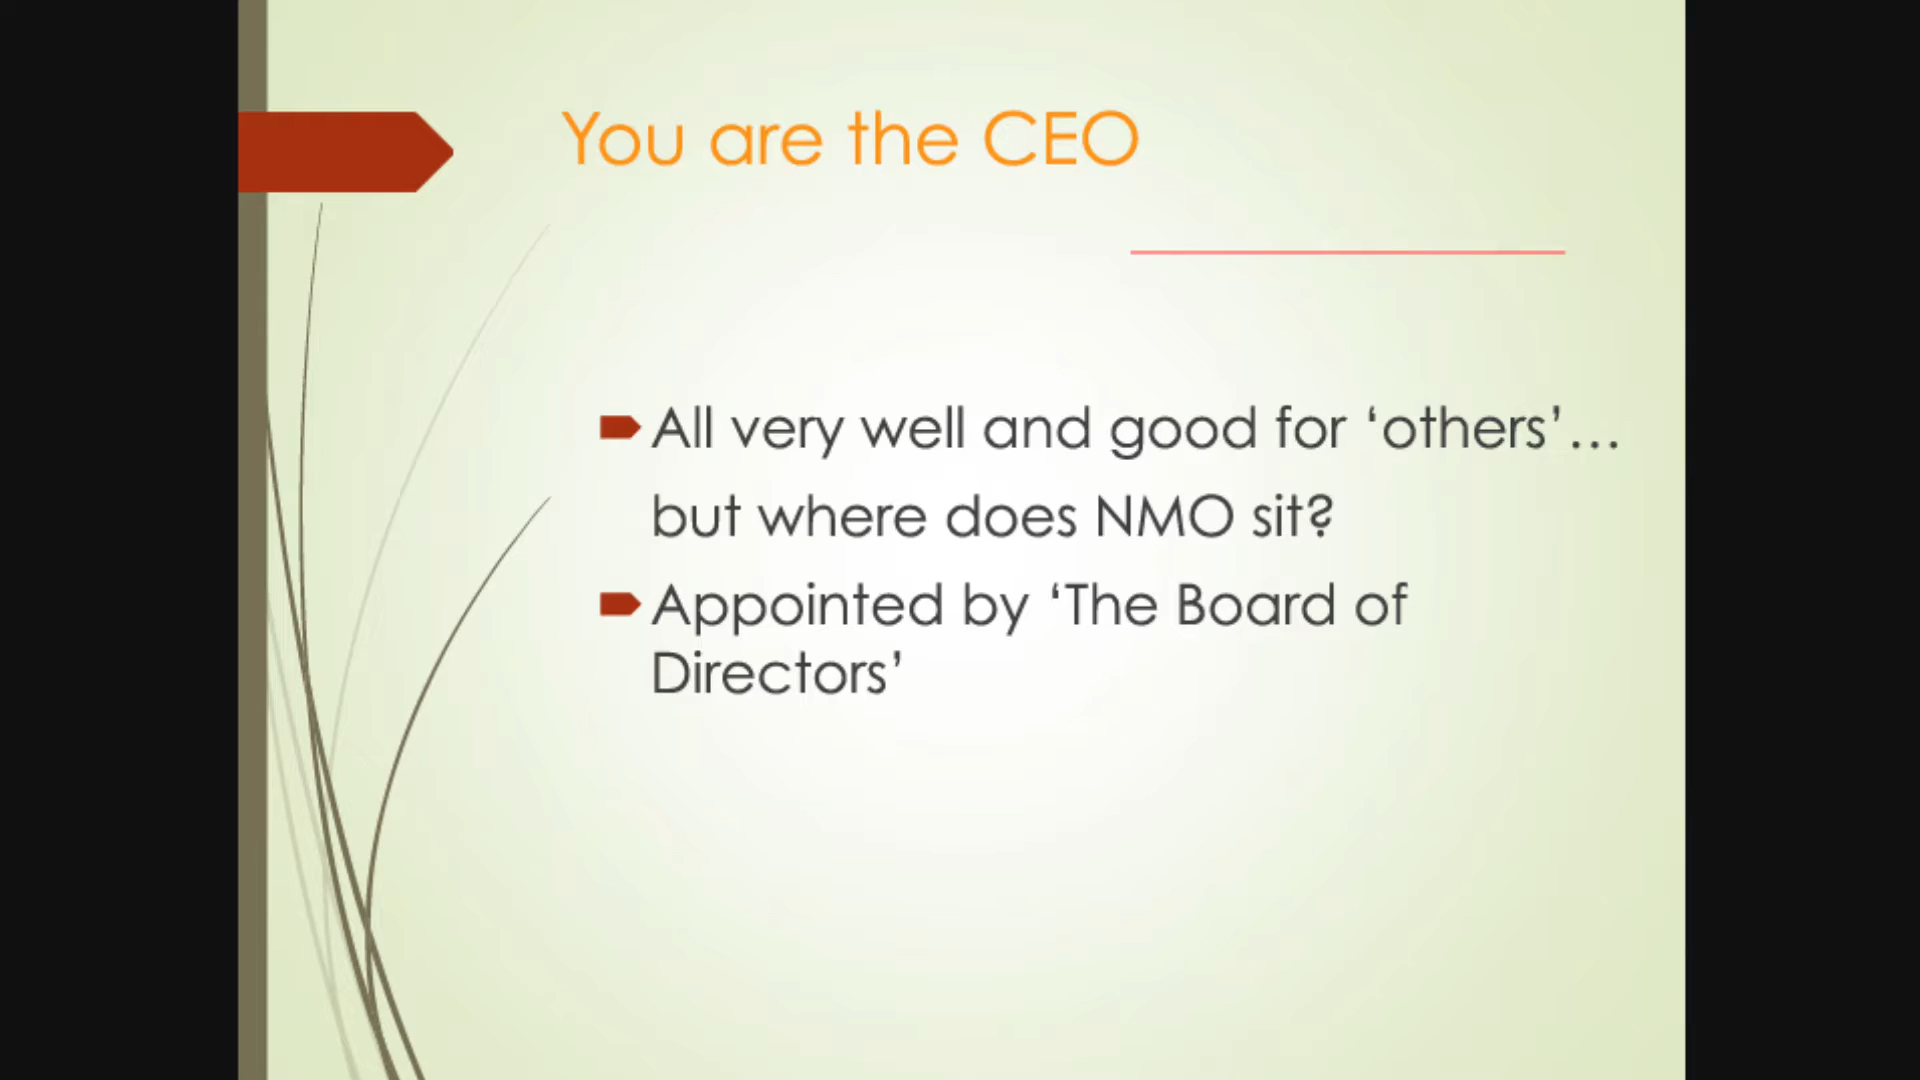 You are the CEO
All very well and good for ‘others’…
but where does NMO sit?
Appointed by ‘The Board of
Directors’